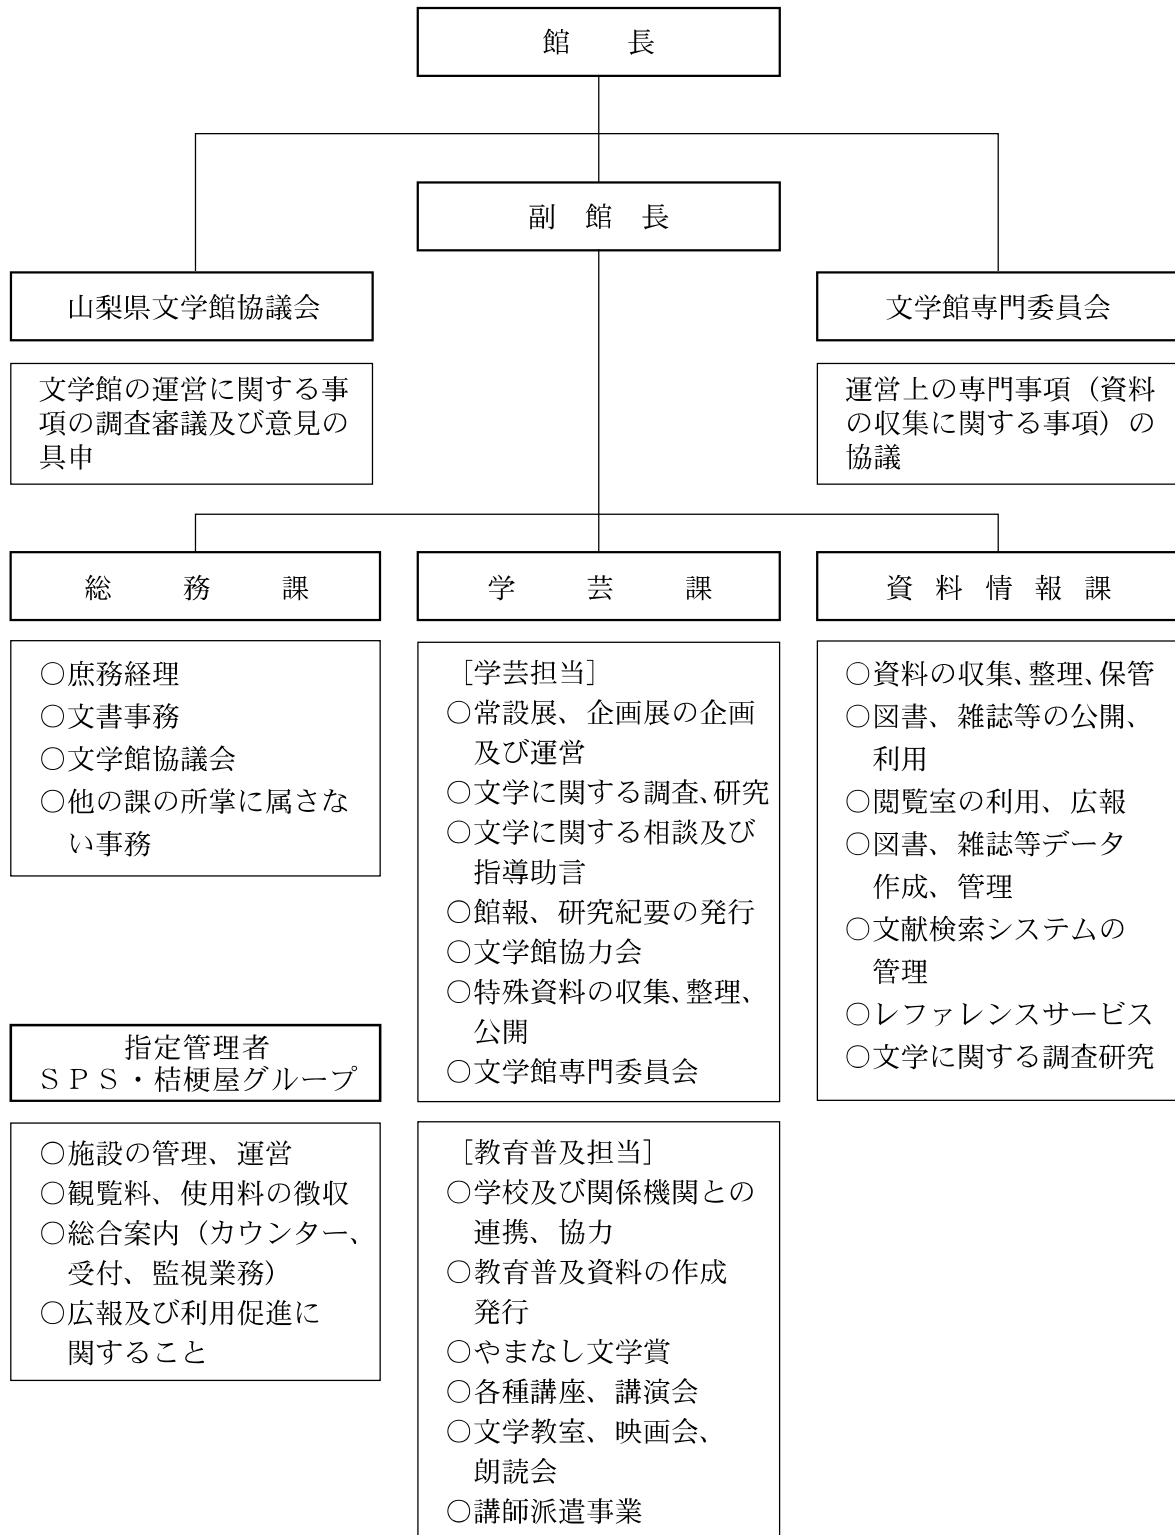 館長
副館長
山梨県文学館協議会
文学館の運営に関する事
項の調査審議及び意見の
具申
文学館専門委員会
運営上の専門事項（資料
の収集に関する事項）の
協議
総務課
○庶務経理
○文書事務
○文学館協議会
○他の課の所掌に属さな
い事務
指定管理者
ＳＰＳ・桔梗屋グループ
○施設の管理、運営
○観覧料、使用料の徴収
○総合案内（カウンター、
受付、監視業務）
○広報及び利用促進に
関すること
学芸課
［学芸担当］
○常設展、企画展の企画
及び運営
○文学に関する調査、研究
○文学に関する相談及び
指導助言
○館報、研究紀要の発行
○文学館協力会
○特殊資料の収集、整理、
公開
○文学館専門委員会
［教育普及担当］
○学校及び関係機関との
連携、協力
○教育普及資料の作成
発行
○やまなし文学賞
○各種講座、講演会
○文学教室、映画会、
朗読会
○講師派遣事業
資料情報課
○資料の収集、整理、保管
○図書、雑誌等の公開、
利用
○閲覧室の利用、広報
○図書、雑誌等データ
作成、管理
○文献検索システムの
管理
○レファレンスサービス
○文学に関する調査研究